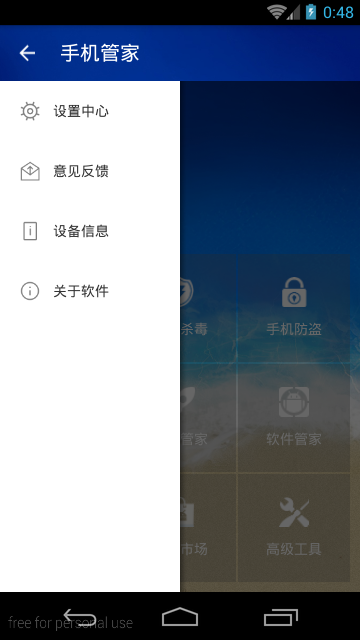 0:48
手机管家
设置中心
意见反馈
设备信息
关于软件
杀毒
手机防盗
管家
软件管家
市场
高级工具
free for personal use